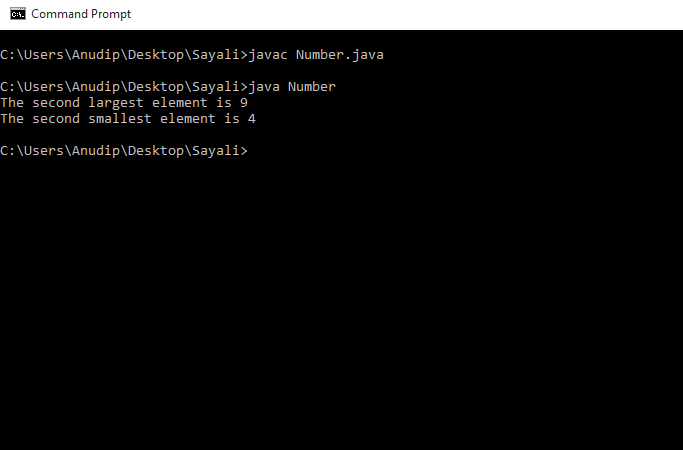 Command Prompt
C:\Users\Anudip\Desktop\Sayali>javac Number.java
C:\Users\Anudip\Desktop\Sayali>java Number
The second largest element is 9
The second smallest element is 4
C:\Users\Anudip\Desktop\Sayali>